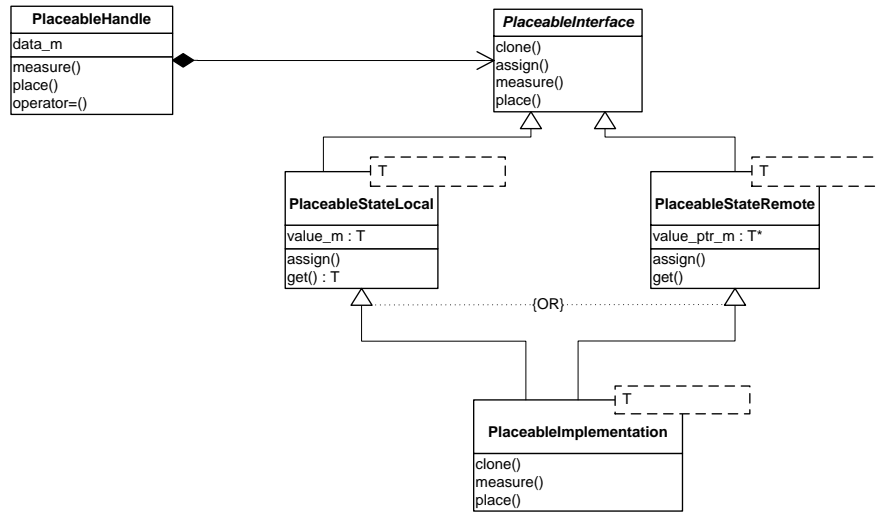 PlaceableHandle
data_m
measure()
place()
operator=()
PlaceableInterface
clone()
assign()
measure()
place()
T
PlaceableStateLocal
value_m : T
assign()
get() : T
T
PlaceableStateRemote
value_ptr_m : T*
assign()
get()
{OR}
T
PlaceableImplementation
clone()
measure()
place()